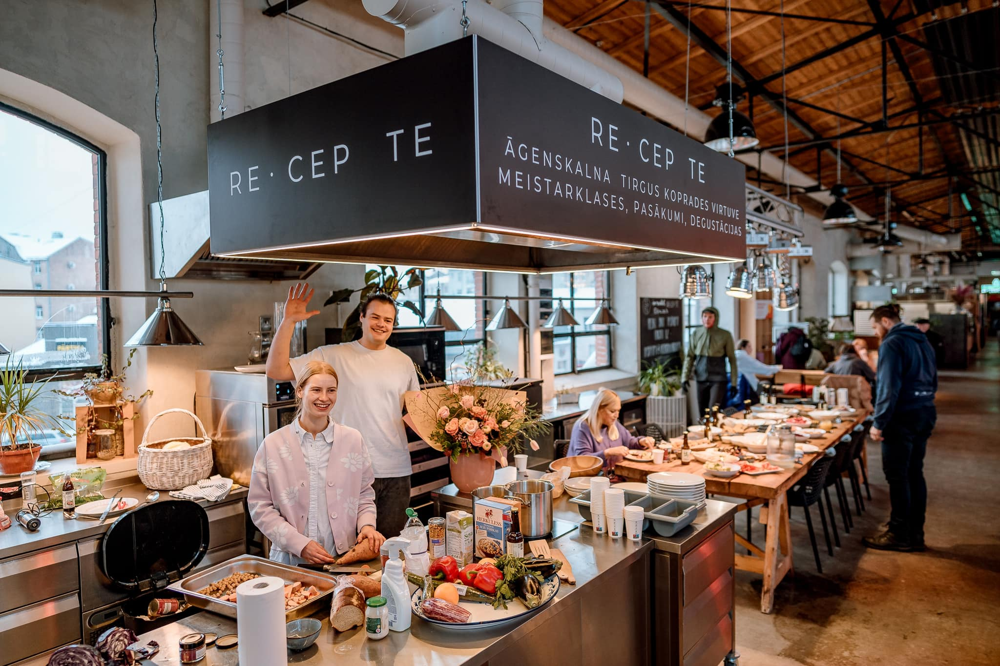 RE · CEP TE
RE · CEP TE
ĀGENSKALNA TIRGUS KOPRADES VIRTUVE
MEISTARKLASES, PASĀKUMI, DEGUSTĀCIJAS
HERKULESS